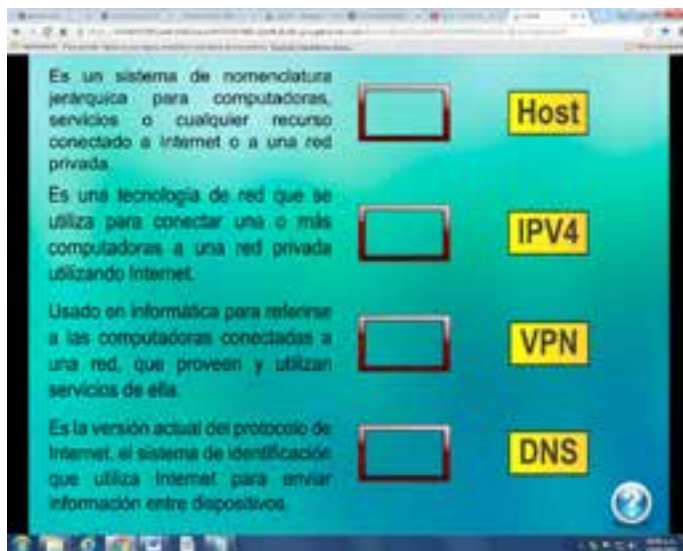 Es un sistema de nomenclatura
jerárquica para computadoras,
servicios o cualquier recurso
conectado a Internet o a una red
privada.
Host
Es una tecnología de red que se
utiliza para conectar una o más
computadoras a una red privada
utilizando Internet.
IPV4
Usado en informática para referirse
a las computadoras conectadas a
una red, que proveen y utilizan
servicios de ella.
VPN
Es la versión actual del protocolo de
Internet, el sistema de identificación
que utiliza Internet para enviar
información entre dispositivos.
DNS
?